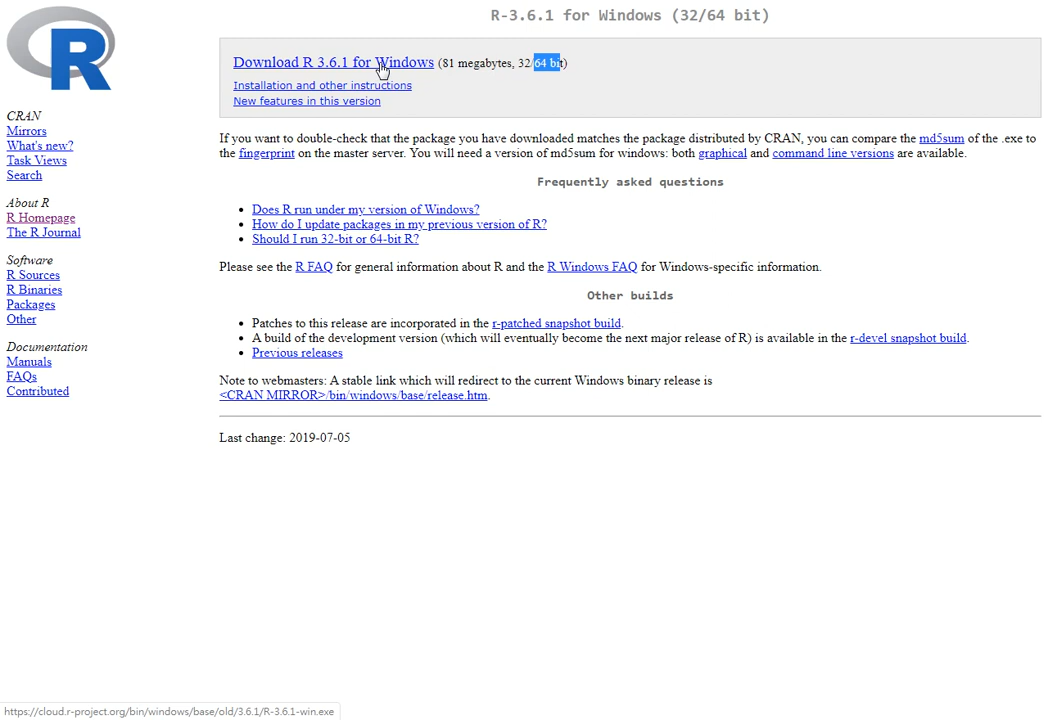 R-3.6.1 for Windows (32/64 bit)
R
Download R 3.6.1 for Windows (81 megabytes, 32/64 bit)
Installation and other instructions
New features in this version
CRAN
Mirrors
What's new?
Task Views
Search
About R
R Homepage
The R Journal
Software
R Sources
R Binaries
Packages
Other
Documentation
Manuals
FAQs
Contributed
If you want to double-check that the package you have downloaded matches the package distributed by CRAN, you can compare the md5sum of the .exe to
the fingerprint on the master server. You will need a version of md5sum for windows: both graphical and command line versions are available.
Frequently asked questions
• Does R run under my version of Windows?
• How do I update packages in my previous version of R?
• Should I run 32-bit or 64-bit R?
Please see the R FAQ for general information about R and the R Windows FAQ for Windows-specific information.
Other builds
• Patches to this release are incorporated in the r-patched snapshot build.
• A build of the development version (which will eventually become the next major release of R) is available in the r-devel snapshot build.
• Previous releases
Note to webmasters: A stable link which will redirect to the current Windows binary release is
<CRAN MIRROR>/bin/windows/base/release.htm.
Last change: 2019-07-05
https://cloud.r-project.org/bin/windows/base/old/3.6.1/R-3.6.1-win.exe